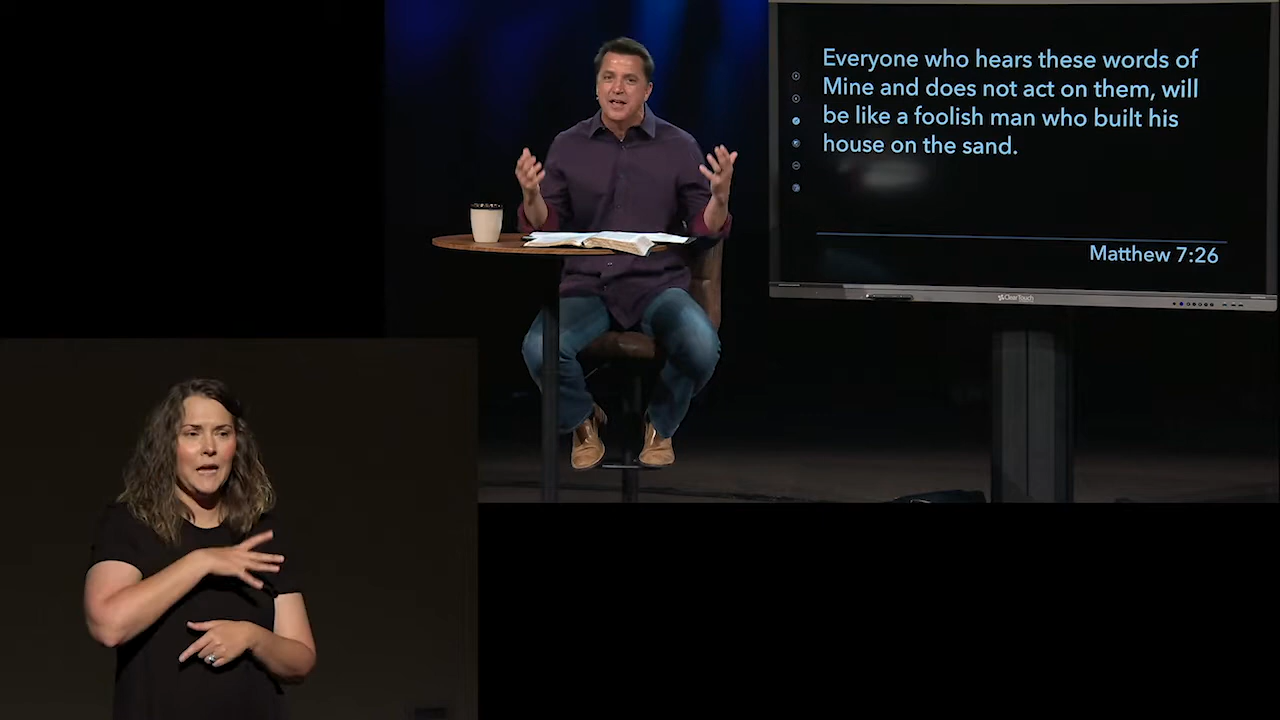 Everyone who hears these words of
Mine and does not act on them, will
be like a foolish man who built his
house on the sand.
Matthew 7:26
ClearTouch